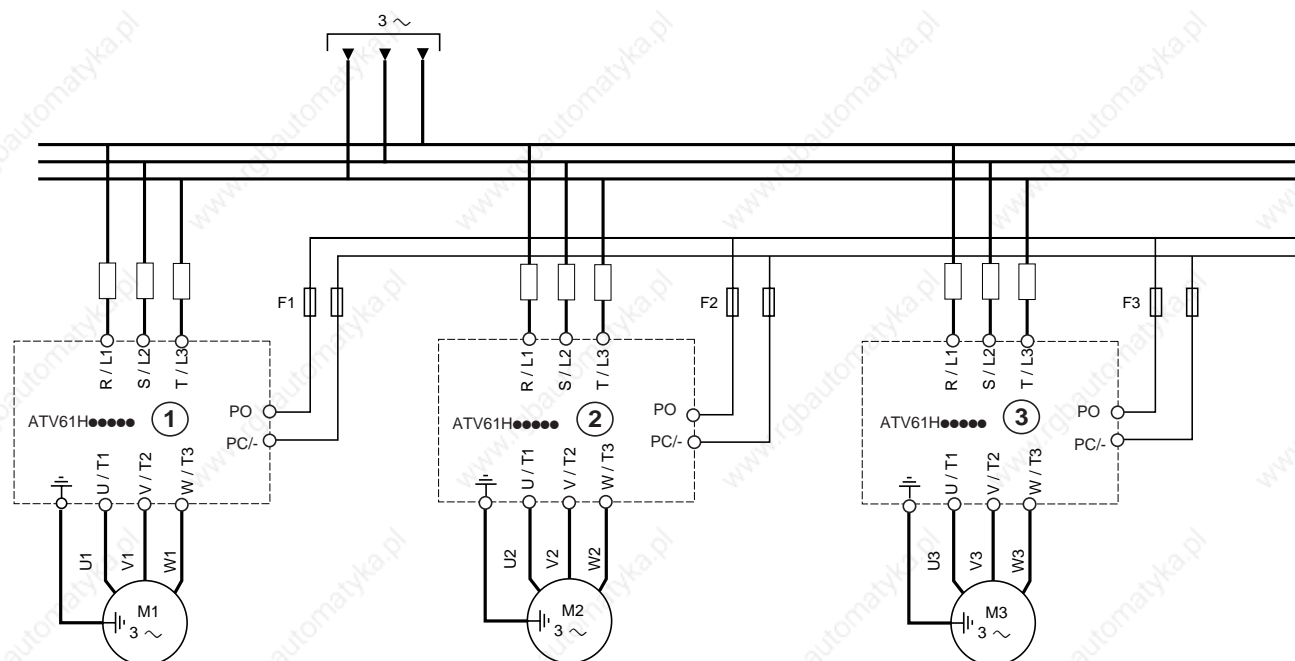 3 ~
F1
F2
F3
R / L1
S / L2
T / L3
R / L1
S / L2
T / L3
R / L1
S / L2
T / L3
ATV61H●●●●●
1
PO
PC/-
ATV61H●●●●●
2
PO
PC/-
ATV61H●●●●●
3
PO
PC/-
U / T1
V / T2
W / T3
U / T1
V / T2
W / T3
U / T1
V / T2
W / T3
U1
V1
W1
U2
V2
W2
U3
V3
W3
M1
3 ~
M2
3 ~
M3
3 ~
www.rgbautomatyka.pl